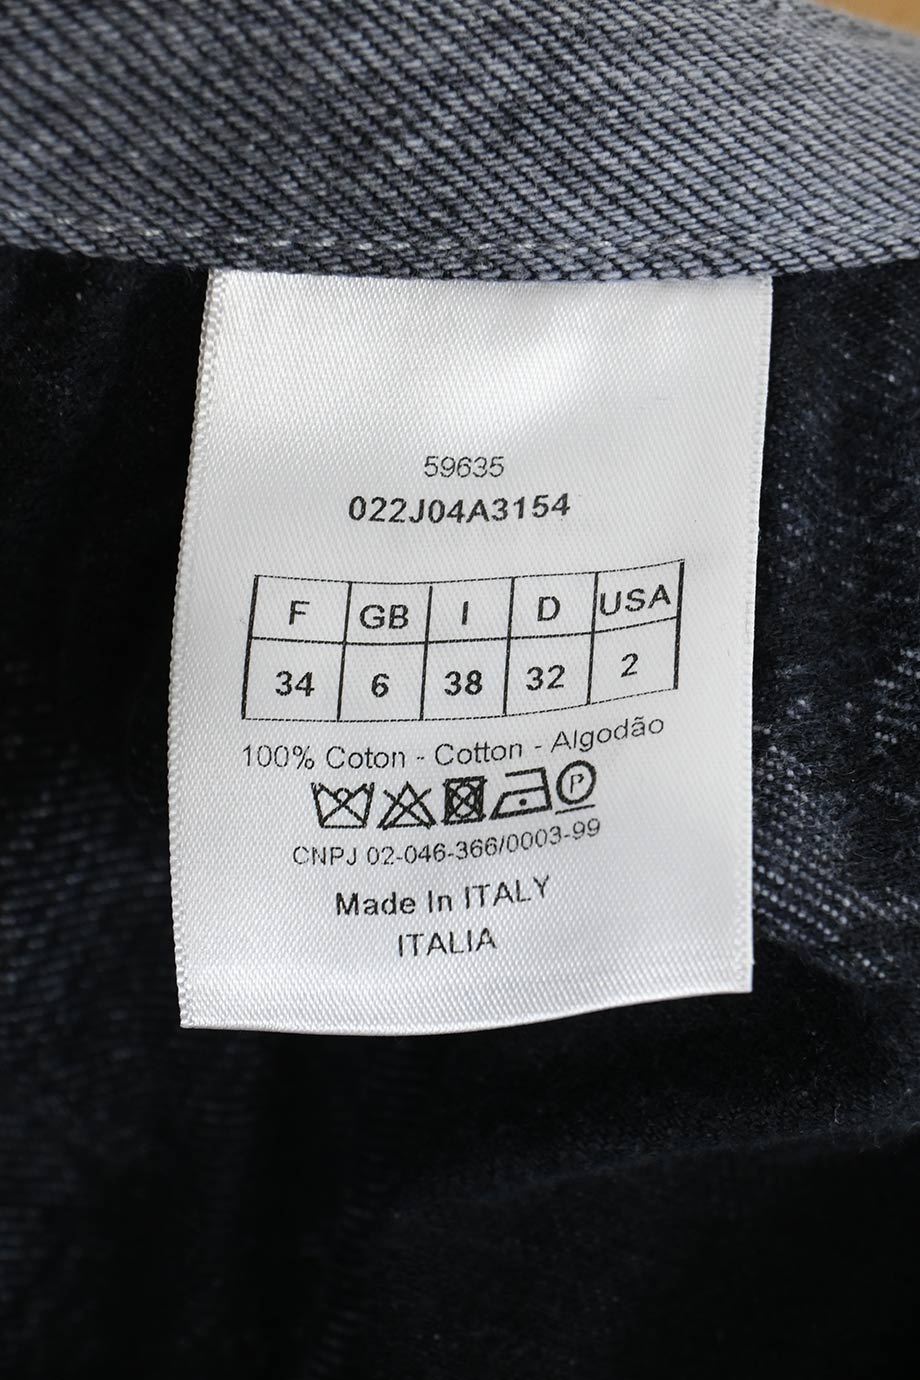 59635
022J04A3154
F GB I D USA
34 6 38 32 2
100% Coton - Cotton - Algodão
P
CNPJ 02-046-366/0003-99
Made In ITALY
ITALIA